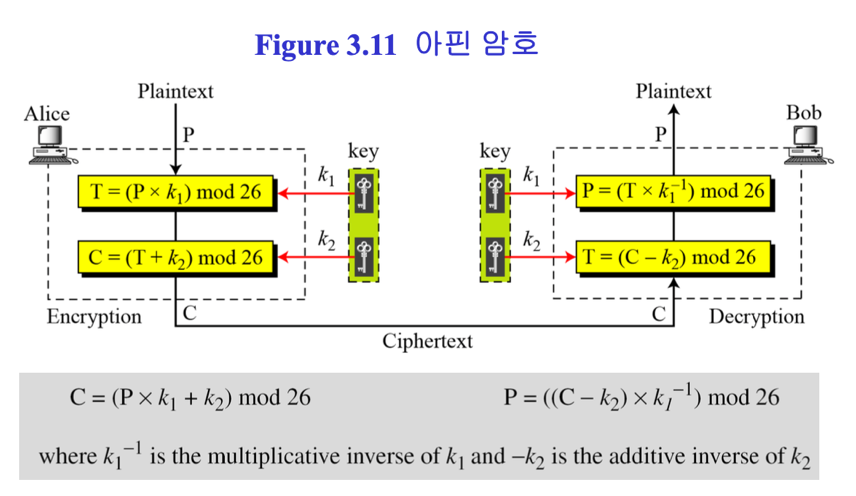 Figure 3.11 아핀 암호
Alice
Plaintext
P
key
T = (P × k₁) mod 26
k₁
C = (T + k₂) mod 26
k₂
Encryption
C
Ciphertext
Plaintext
Bob
P
key
k₁
P = (T × k₁⁻¹) mod 26
k₂
T = (C – k₂) mod 26
C
Decryption
C = (P × k₁ + k₂) mod 26
P = ((C – k₂) × k₁⁻¹) mod 26
where k₁⁻¹ is the multiplicative inverse of k₁ and –k₂ is the additive inverse of k₂